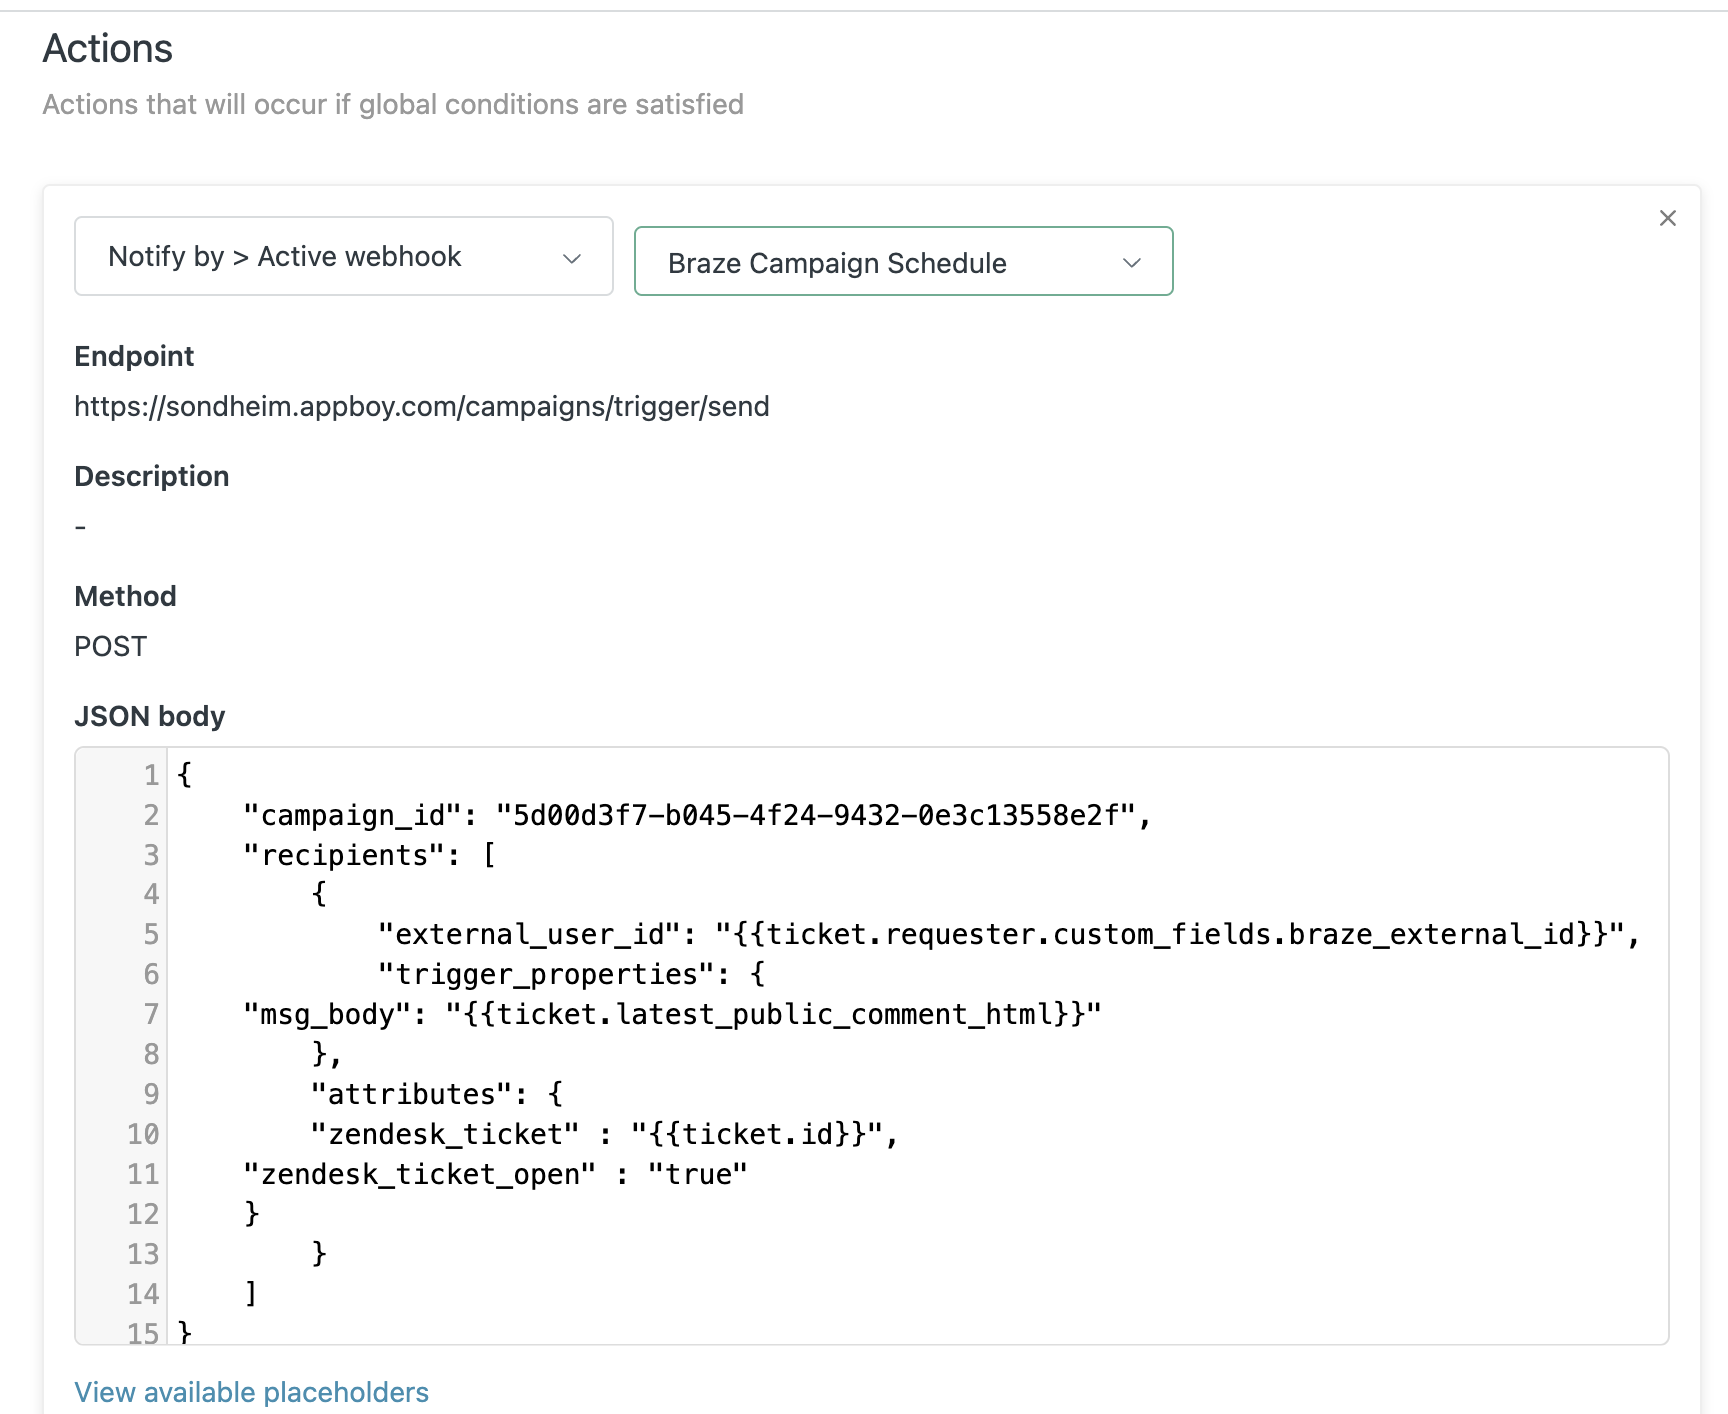 Actions
Actions that will occur if global conditions are satisfied
Notify by > Active webhook
Braze Campaign Schedule
Endpoint
https://sondheim.appboy.com/campaigns/trigger/send
Description
-
Method
POST
JSON body
1 {
2     "campaign_id": "5d00d3f7-b045-4f24-9432-0e3c13558e2f",
3     "recipients": [
4         {
5             "external_user_id": "{{ticket.requester.custom_fields.braze_external_id}}",
6             "trigger_properties": {
7     "msg_body": "{{ticket.latest_public_comment_html}}"
8         },
9         "attributes": {
10         "zendesk_ticket" : "{{ticket.id}}",
11     "zendesk_ticket_open" : "true"
12     }
13         }
14     ]
15 }
View available placeholders